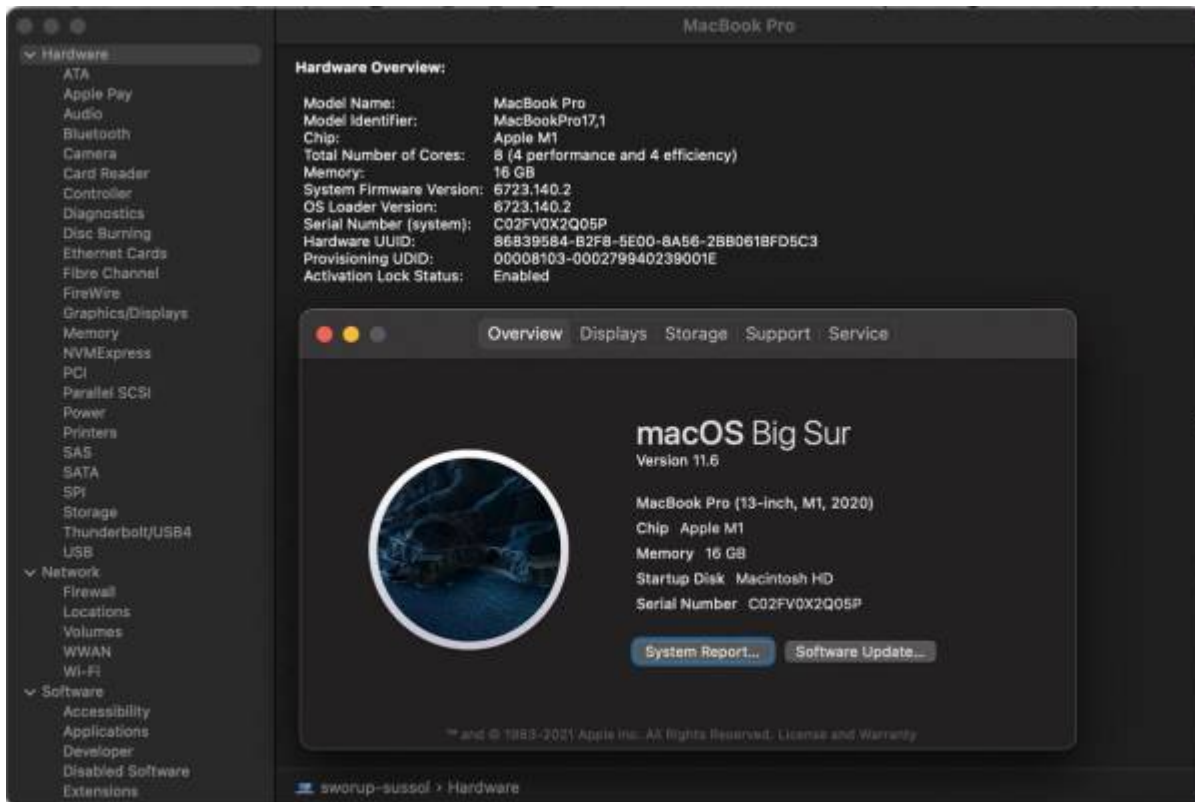 MacBook Pro
Hardware
ATA
Apple Pay
Audio
Bluetooth
Camera
Card Reader
Controller
Diagnostics
Disc Burning
Ethernet Cards
Fibre Channel
FireWire
Graphics/Displays
Memory
NVMExpress
PCI
Parallel SCSI
Power
Printers
SAS
SATA
SPI
Storage
Thunderbolt/USB4
USB
Network
Firewall
Locations
Volumes
WWAN
Wi-Fi
Software
Accessibility
Applications
Developer
Disabled Software
Extensions
Hardware Overview:
Model Name: MacBook Pro
Model Identifier: MacBookPro17,1
Chip: Apple M1
Total Number of Cores: 8 (4 performance and 4 efficiency)
Memory: 16 GB
System Firmware Version: 6723.140.2
OS Loader Version: 6723.140.2
Serial Number (system): C02FV0X2Q05P
Hardware UUID: 86839584-B2F8-5E00-8A56-2BB061BFD5C3
Provisioning UDID: 00008103-000279940239001E
Activation Lock Status: Enabled
Overview Displays Storage Support Service
macOS Big Sur
Version 11.6
MacBook Pro (13-inch, M1, 2020)
Chip Apple M1
Memory 16 GB
Startup Disk Macintosh HD
Serial Number C02FV0X2Q05P
System Report... Software Update...
™ and © 1983-2021 Apple Inc. All Rights Reserved. License and Warranty
sworup-sussol › Hardware